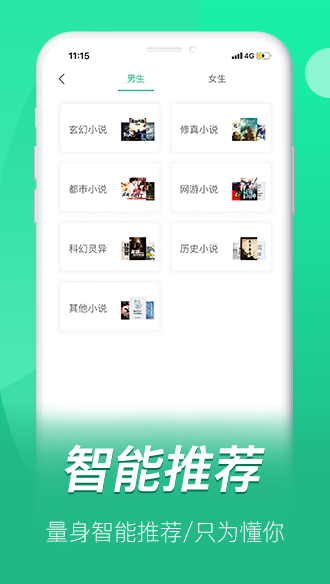 11:15 4G
男生 女生
玄幻小说 修真小说
都市小说 网游小说
科幻灵异 历史小说
其他小说
智能推荐
量身智能推荐/只为懂你